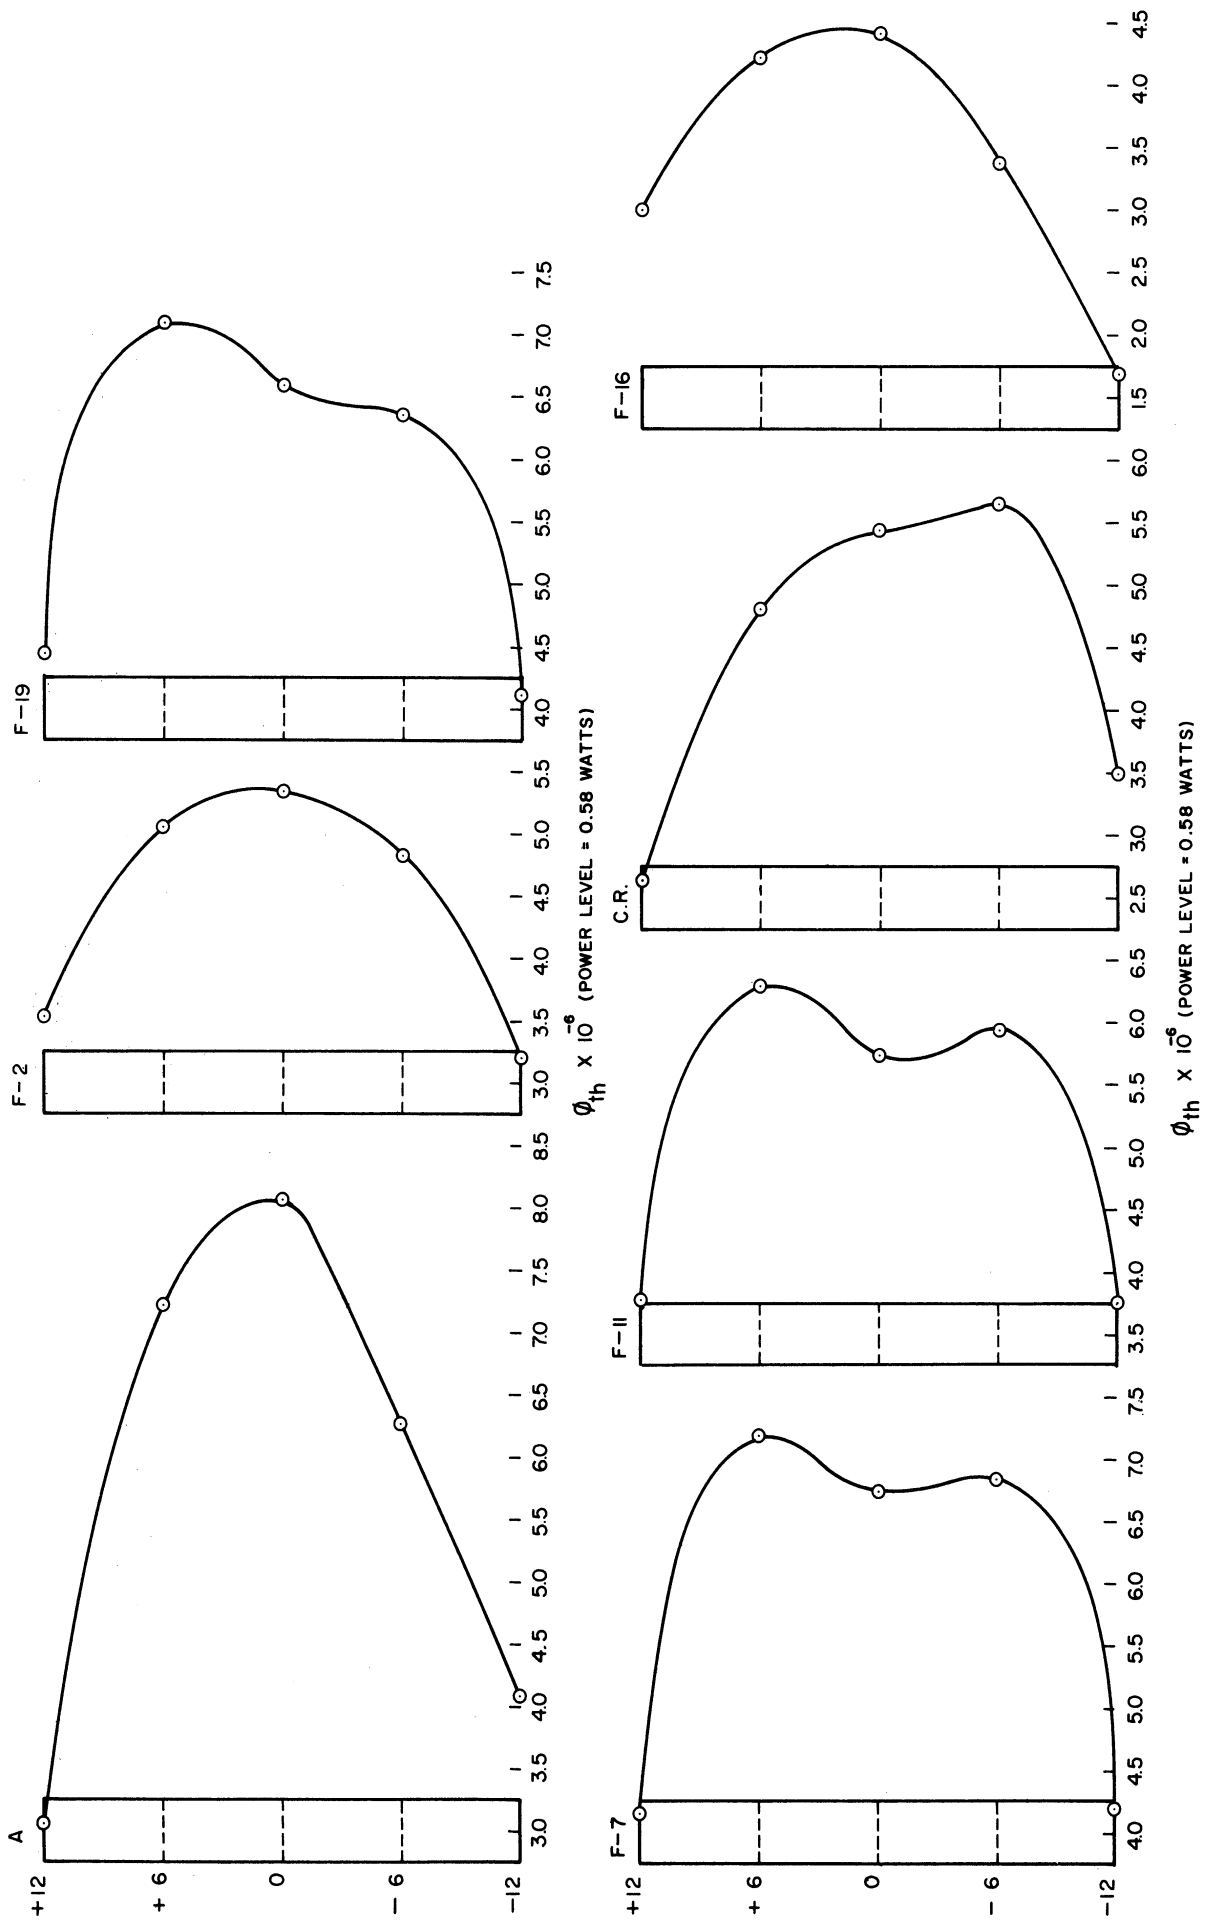 A
F-2
F-19
+12
+6
0
-6
-12
3.0 3.5 4.0 4.5 5.0 5.5 6.0 6.5 7.0 7.5 8.0 8.5
3.0 3.5 4.0 4.5 5.0 5.5
4.0 4.5 5.0 5.5 6.0 6.5 7.0 7.5
Øth X 10⁻⁶ (POWER LEVEL = 0.58 WATTS)
F-7
F-11
C.R.
F-16
+12
+6
0
-6
-12
4.0 4.5 5.0 5.5 6.0 6.5 7.0 7.5
3.5 4.0 4.5 5.0 5.5 6.0 6.5
2.5 3.0 3.5 4.0 5.0 5.5 6.0
1.5 2.0 2.5 3.0 3.5 4.0 4.5
Øth X 10⁻⁶ (POWER LEVEL = 0.58 WATTS)